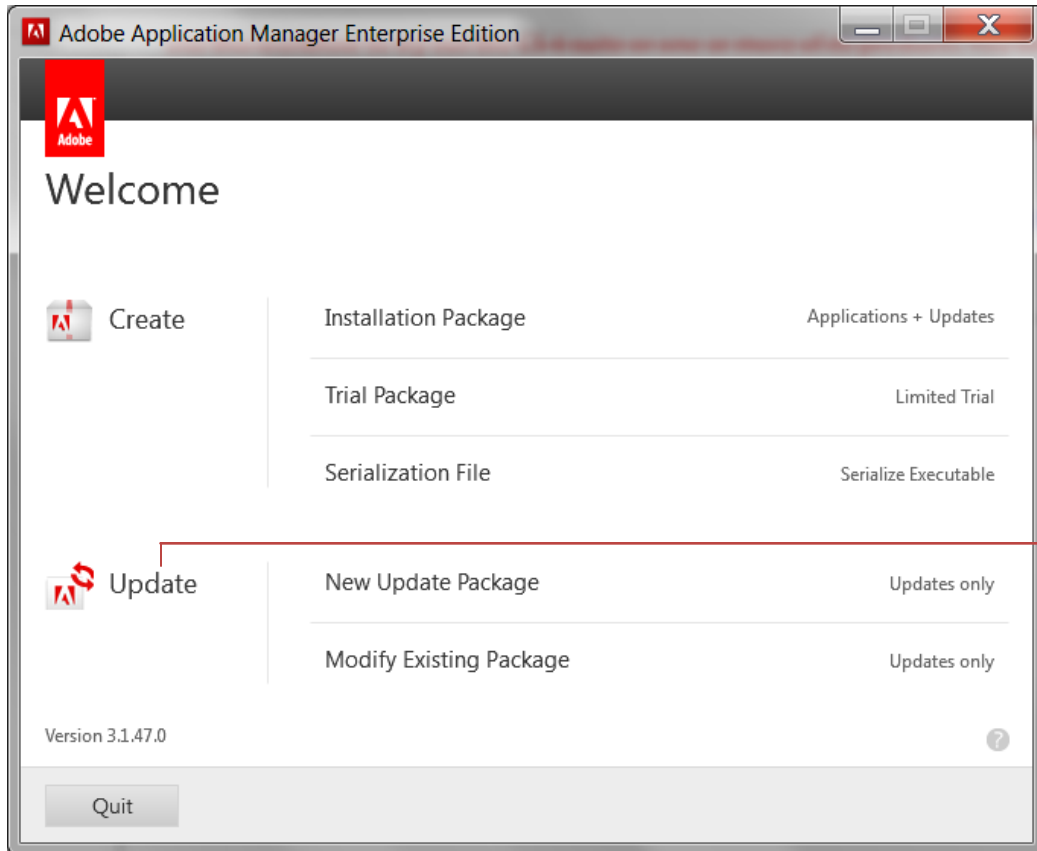 Adobe Application Manager Enterprise Edition
Adobe
Welcome
Create
Installation Package Applications + Updates
Trial Package Limited Trial
Serialization File Serialize Executable
Update
New Update Package Updates only
Modify Existing Package Updates only
Version 3.1.47.0
?
Quit